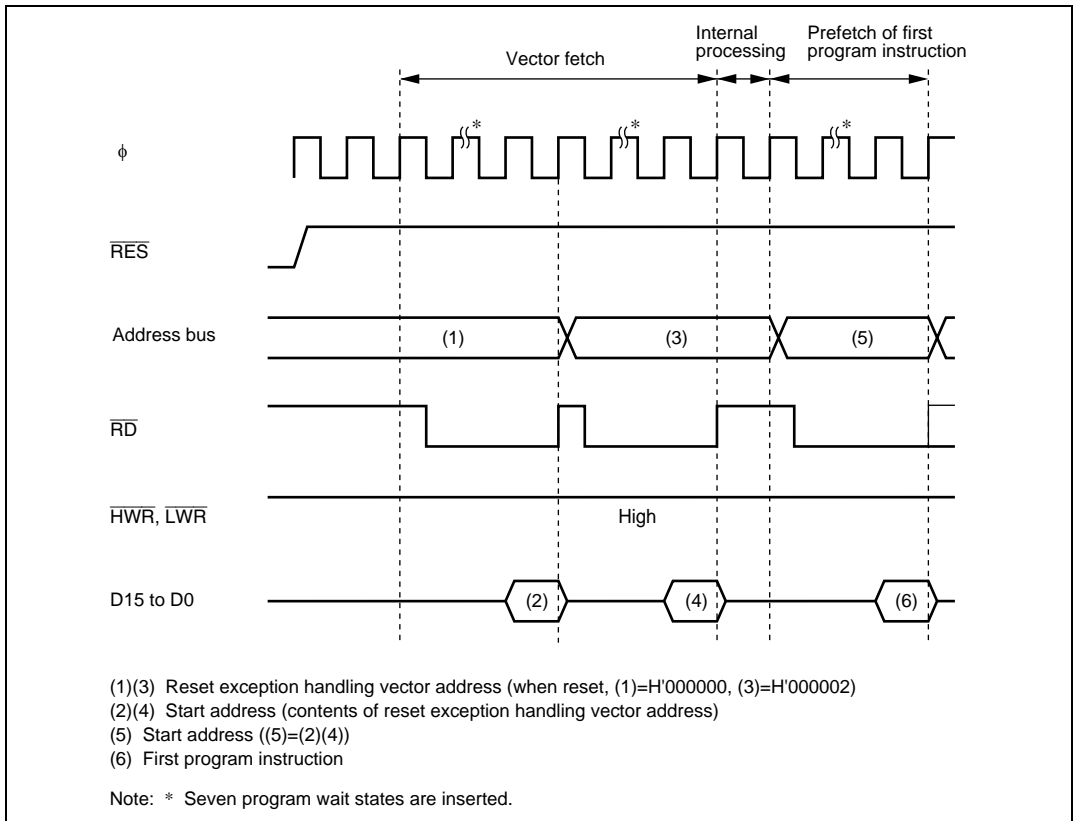 Vector fetch
Internal
processing
Prefetch of first
program instruction
ϕ
*
*
*
RES
Address bus
(1)
(3)
(5)
RD
HWR, LWR
High
D15 to D0
(2)
(4)
(6)
(1)(3) Reset exception handling vector address (when reset, (1)=H'000000, (3)=H'000002)
(2)(4) Start address (contents of reset exception handling vector address)
(5) Start address ((5)=(2)(4))
(6) First program instruction
Note: * Seven program wait states are inserted.